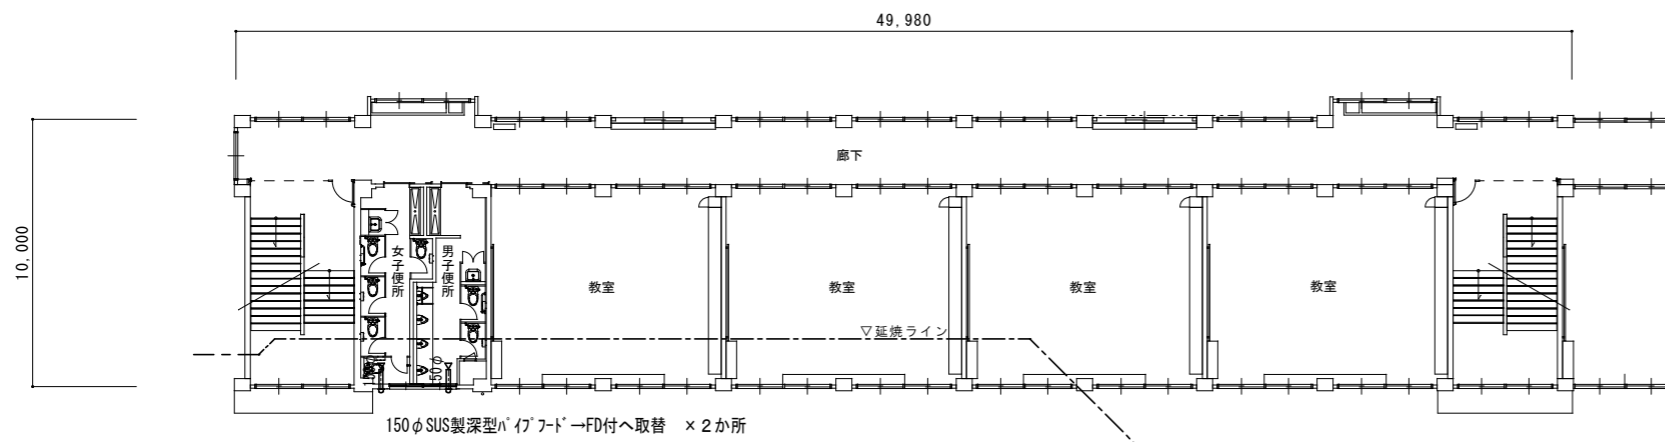 49,980
10,000
廊下
女子便所
男子便所
教室
教室
教室
教室
▽延焼ライン
150φSUS製深型ﾊﾟｲﾌﾟﾌｰﾄﾞ→FD付へ取替　×２か所